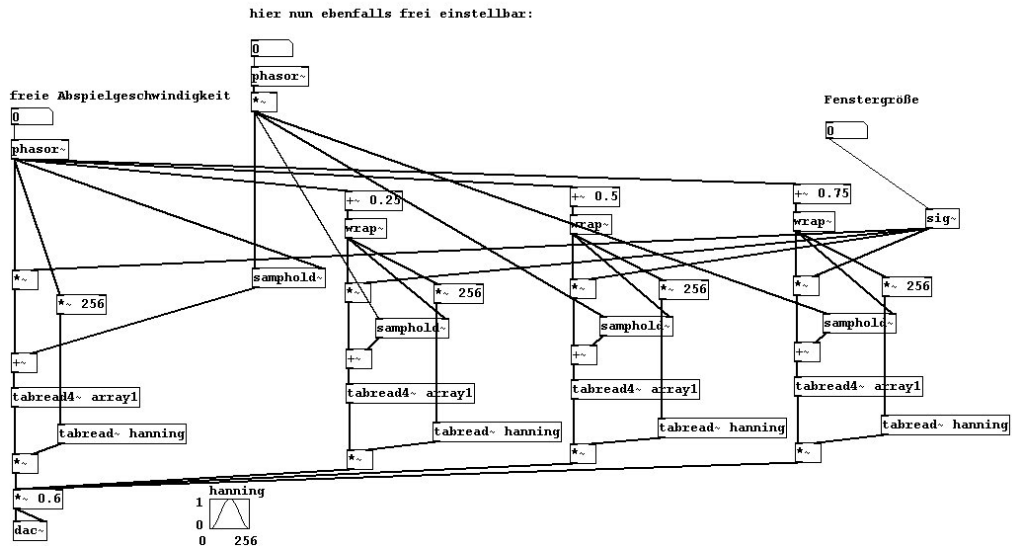 hier nun ebenfalls frei einstellbar:
0
phasor~
freie Abspielgeschwindigkeit
*~
Fenstergröße
0
0
phasor~
+~ 0.25
+~ 0.5
+~ 0.75
wrap~
wrap~
wrap~
sig~
*~
samphold~
*~
*~ 256
*~
*~ 256
*~
*~ 256
*~ 256
samphold~
samphold~
samphold~
+~
+~
+~
+~
tabread4~ array1
tabread4~ array1
tabread4~ array1
tabread4~ array1
tabread~ hanning
tabread~ hanning
tabread~ hanning
tabread~ hanning
*~
*~
*~
*~
*~ 0.6
hanning
1
0
0 256
dac~